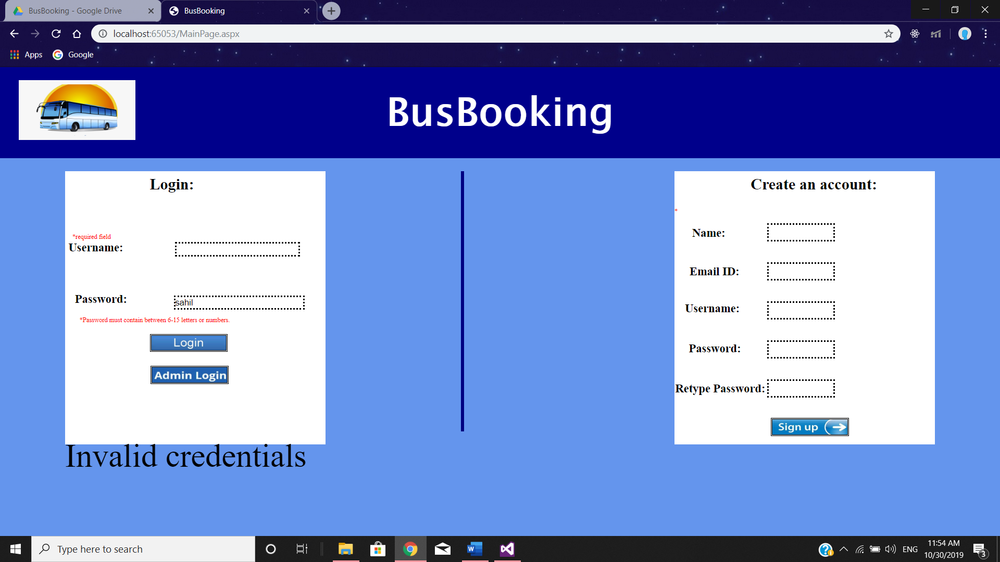 BusBooking - Google Drive
BusBooking
localhost:65053/MainPage.aspx
Apps
Google
BusBooking
Login:
*required field
Username:
Password:
sahil
*Password must contain between 6-15 letters or numbers.
Login
Admin Login
Invalid credentials
Create an account:
*
Name:
Email ID:
Username:
Password:
Retype Password:
Sign up
Type here to search
ENG
11:54 AM
10/30/2019
3